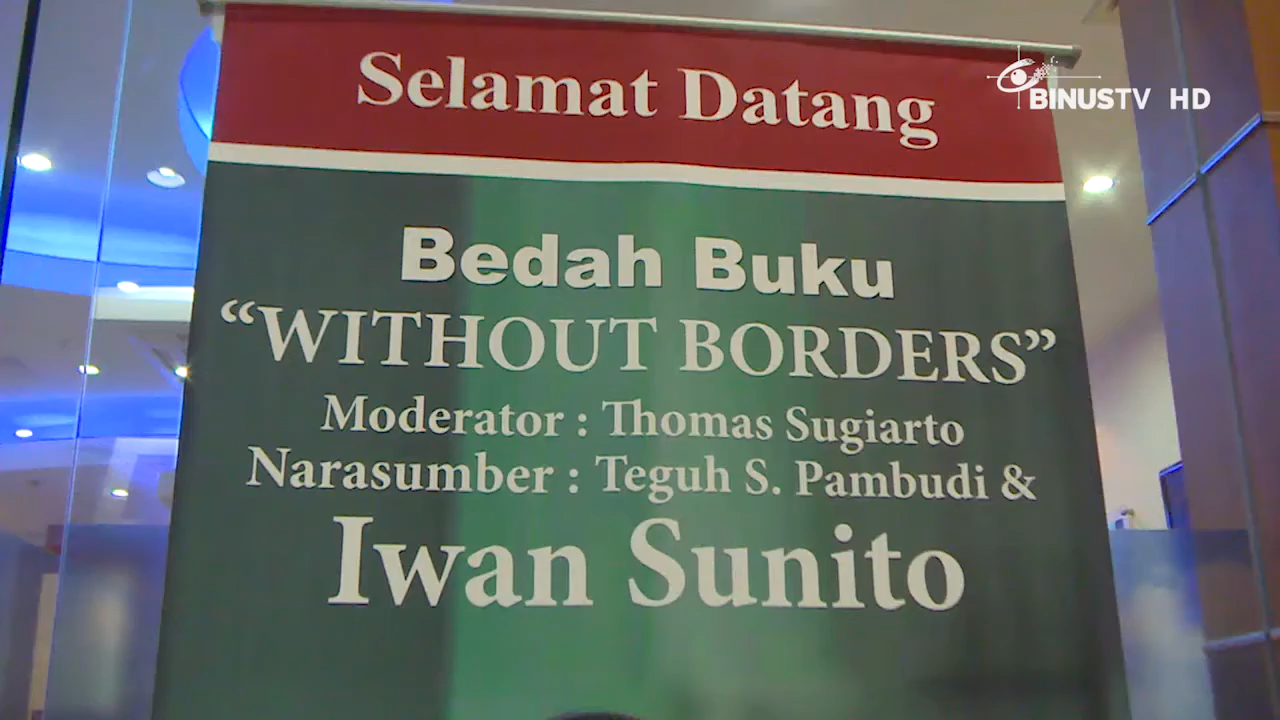 Selamat Datang
BINUSTV HD
Bedah Buku
“WITHOUT BORDERS”
Moderator : Thomas Sugiarto
Narasumber : Teguh S. Pambudi &
Iwan Sunito